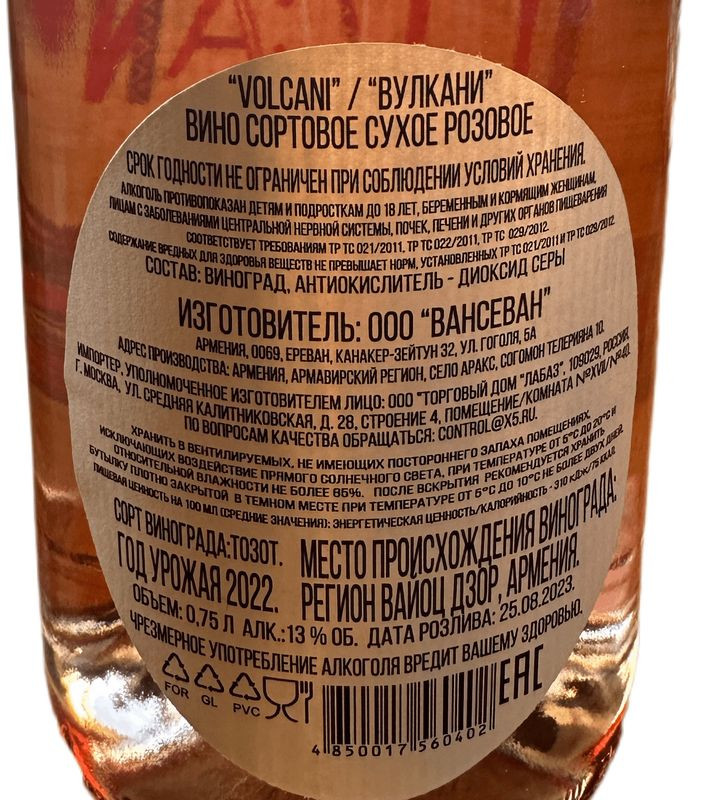 "VOLCANI" / "ВУЛКАНИ"
ВИНО СОРТОВОЕ СУХОЕ РОЗОВОЕ
СРОК ГОДНОСТИ НЕ ОГРАНИЧЕН ПРИ СОБЛЮДЕНИИ УСЛОВИЙ ХРАНЕНИЯ.
АЛКОГОЛЬ ПРОТИВОПОКАЗАН ДЕТЯМ И ПОДРОСТКАМ ДО 18 ЛЕТ, БЕРЕМЕННЫМ И КОРМЯЩИМ ЖЕНЩИНАМ,
ЛИЦАМ С ЗАБОЛЕВАНИЯМИ ЦЕНТРАЛЬНОЙ НЕРВНОЙ СИСТЕМЫ, ПОЧЕК, ПЕЧЕНИ И ДРУГИХ ОРГАНОВ ПИЩЕВАРЕНИЯ
СООТВЕТСТВУЕТ ТРЕБОВАНИЯМ ТР ТС 021/2011, ТР ТС 022/2011, ТР ТС 029/2012.
СОДЕРЖАНИЕ ВРЕДНЫХ ДЛЯ ЗДОРОВЬЯ ВЕЩЕСТВ НЕ ПРЕВЫШАЕТ НОРМ, УСТАНОВЛЕННЫХ ТР ТС 021/2011 И ТР ТС 029/2012.
СОСТАВ: ВИНОГРАД, АНТИОКИСЛИТЕЛЬ - ДИОКСИД СЕРЫ
ИЗГОТОВИТЕЛЬ: ООО "ВАНСЕВАН"
АРМЕНИЯ, 0069, ЕРЕВАН, КАНАКЕР-ЗЕЙТУН 32, УЛ. ГОГОЛЯ, 5А
АДРЕС ПРОИЗВОДСТВА: АРМЕНИЯ, АРМАВИРСКИЙ РЕГИОН, СЕЛО АРАКС, СОГОМОН ТЕЛЕРИЯНА 10.
ИМПОРТЕР, УПОЛНОМОЧЕННОЕ ИЗГОТОВИТЕЛЕМ ЛИЦО: ООО "ТОРГОВЫЙ ДОМ "ЛАБАЗ". 109029, РОССИЯ,
Г. МОСКВА, УЛ. СРЕДНЯЯ КАЛИТНИКОВСКАЯ, Д. 28, СТРОЕНИЕ 4, ПОМЕЩЕНИЕ/КОМНАТА №XVII/№40.
ПО ВОПРОСАМ КАЧЕСТВА ОБРАЩАТЬСЯ: CONTROL@X5.RU.
ХРАНИТЬ В ВЕНТИЛИРУЕМЫХ, НЕ ИМЕЮЩИХ ПОСТОРОННЕГО ЗАПАХА ПОМЕЩЕНИЯХ,
ИСКЛЮЧАЮЩИХ ВОЗДЕЙСТВИЕ ПРЯМОГО СОЛНЕЧНОГО СВЕТА, ПРИ ТЕМПЕРАТУРЕ ОТ 5°С ДО 20°С И
ОТНОСИТЕЛЬНОЙ ВЛАЖНОСТИ НЕ БОЛЕЕ 85%. ПОСЛЕ ВСКРЫТИЯ РЕКОМЕНДУЕТСЯ ХРАНИТЬ
БУТЫЛКУ ПЛОТНО ЗАКРЫТОЙ В ТЕМНОМ МЕСТЕ ПРИ ТЕМПЕРАТУРЕ ОТ 5°С ДО 10°С НЕ БОЛЕЕ ДВУХ ДНЕЙ.
ПИЩЕВАЯ ЦЕННОСТЬ НА 100 МЛ (СРЕДНИЕ ЗНАЧЕНИЯ): ЭНЕРГЕТИЧЕСКАЯ ЦЕННОСТЬ/КАЛОРИЙНОСТЬ - 310 кДж/75 ККАЛ.
СОРТ ВИНОГРАДА:ТОЗОТ.
ГОД УРОЖАЯ 2022.
МЕСТО ПРОИСХОЖДЕНИЯ ВИНОГРАДА:
РЕГИОН ВАЙОЦ ДЗОР, АРМЕНИЯ.
ОБЪЕМ: 0,75 Л АЛК.:13 % ОБ. ДАТА РОЗЛИВА: 25.08.2023.
ЧРЕЗМЕРНОЕ УПОТРЕБЛЕНИЕ АЛКОГОЛЯ ВРЕДИТ ВАШЕМУ ЗДОРОВЬЮ.
FOR GL PVC
EAC
4 850017 560402